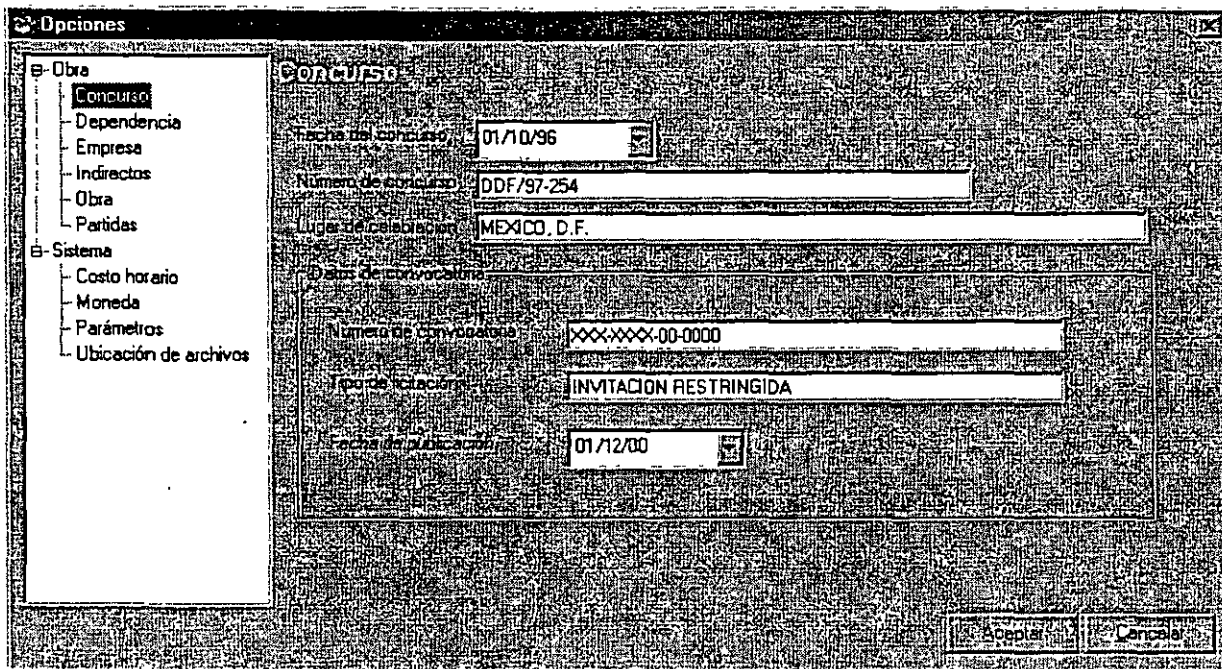 Opciones
Obra
Concurso
Dependencia
Empresa
Indirectos
Obra
Partidas
Sistema
Costo horario
Moneda
Parámetros
Ubicación de archivos
Concurso
Fecha del concurso 01/10/96
Número de concurso DDF/97-254
Lugar de celebración MEXICO, D.F.
Datos de convocatoria
Número de convocatoria XXX-XXXX-00-0000
Tipo de licitación INVITACION RESTRINGIDA
Fecha de publicación 01/12/00
Aceptar Cancelar